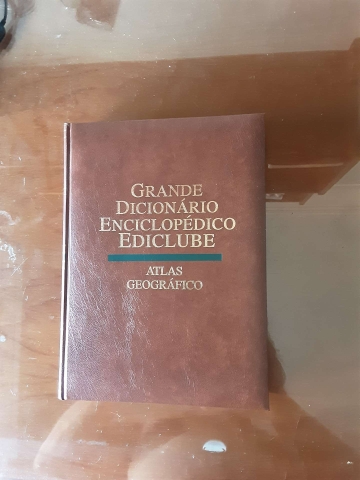 GRANDE
DICIONÁRIO
ENCICLOPÉDICO
EDICLUBE
ATLAS
GEOGRÁFICO